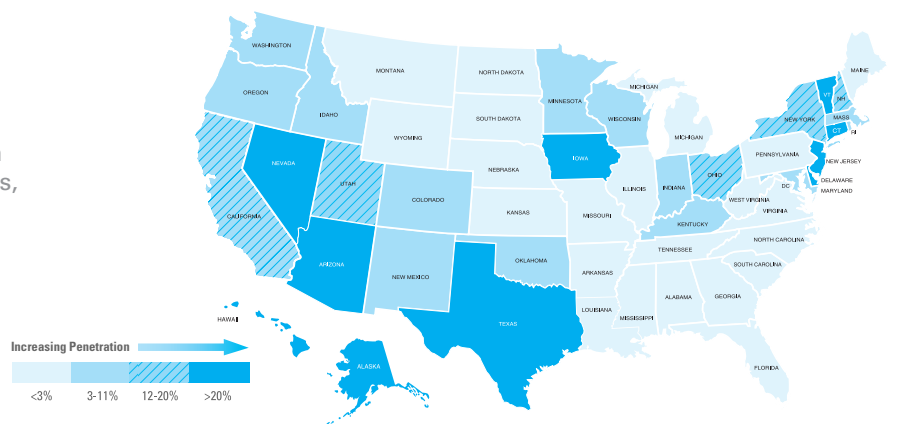 WASHINGTON
OREGON
IDAHO
MONTANA
WYOMING
NORTH DAKOTA
SOUTH DAKOTA
NEBRASKA
KANSAS
MINNESOTA
WISCONSIN
MICHIGAN
MICHIGAN
MAINE
VT
NH
NEW YORK
MASS
CT
RI
PENNSYLVANIA
NEW JERSEY
DELAWARE
MARYLAND
DC
NEVADA
UTAH
CALIFORNIA
COLORADO
IOWA
ILLINOIS
INDIANA
OHIO
WEST VIRGINIA
VIRGINIA
KENTUCKY
MISSOURI
TENNESSEE
NORTH CAROLINA
SOUTH CAROLINA
ARIZONA
NEW MEXICO
OKLAHOMA
ARKANSAS
TEXAS
LOUISIANA
MISSISSIPPI
ALABAMA
GEORGIA
FLORIDA
HAWAII
ALASKA
s,
Increasing Penetration
<3% 3-11% 12-20% >20%